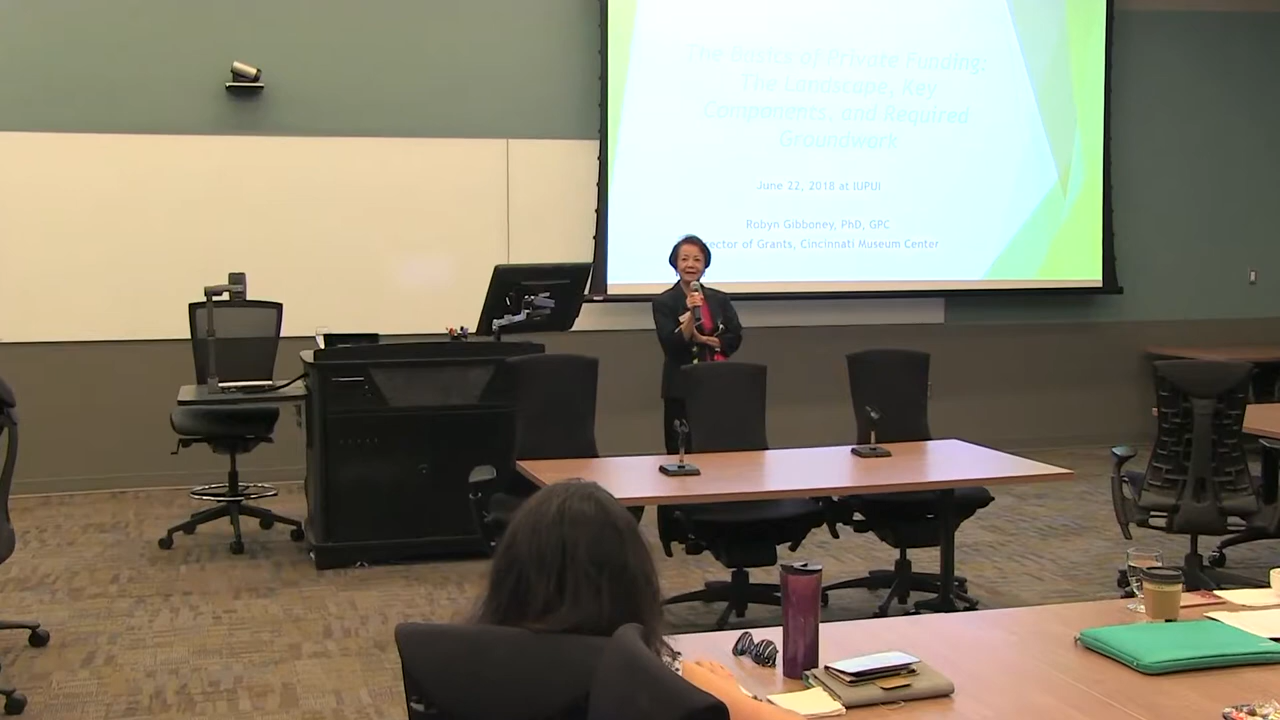 The Basics of Private Funding:
The Landscape, Key
Components, and Required
Groundwork
June 22, 2018 at IUPUI
Robyn Gibboney, PhD, GPC
ector of Grants, Cincinnati Museum Center